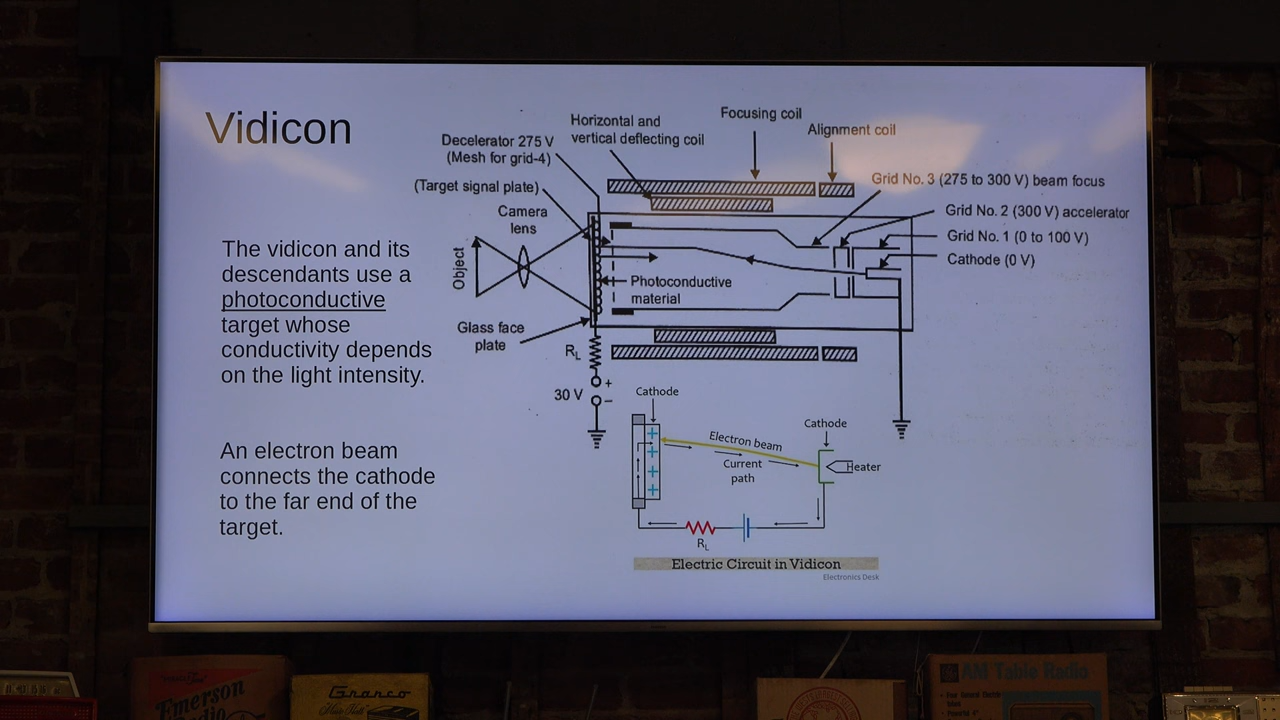 Vidicon
The vidicon and its
descendants use a
photoconductive
target whose
conductivity depends
on the light intensity.
An electron beam
connects the cathode
to the far end of the
target.
Focusing coil
Horizontal and
vertical deflecting coil
Alignment coil
Decelerator 275 V
(Mesh for grid-4)
(Target signal plate)
Camera
lens
Grid No. 3 (275 to 300 V) beam focus
Grid No. 2 (300 V) accelerator
Grid No. 1 (0 to 100 V)
Cathode (0 V)
Object
Photoconductive
material
Glass face
plate
RL
+
30 V
−
Cathode
Cathode
Electron beam
Current
path
Heater
+
+
+
+
RL
Electric Circuit in Vidicon
Electronics Desk
Emerson
Radio
Granco
AM Table Radio